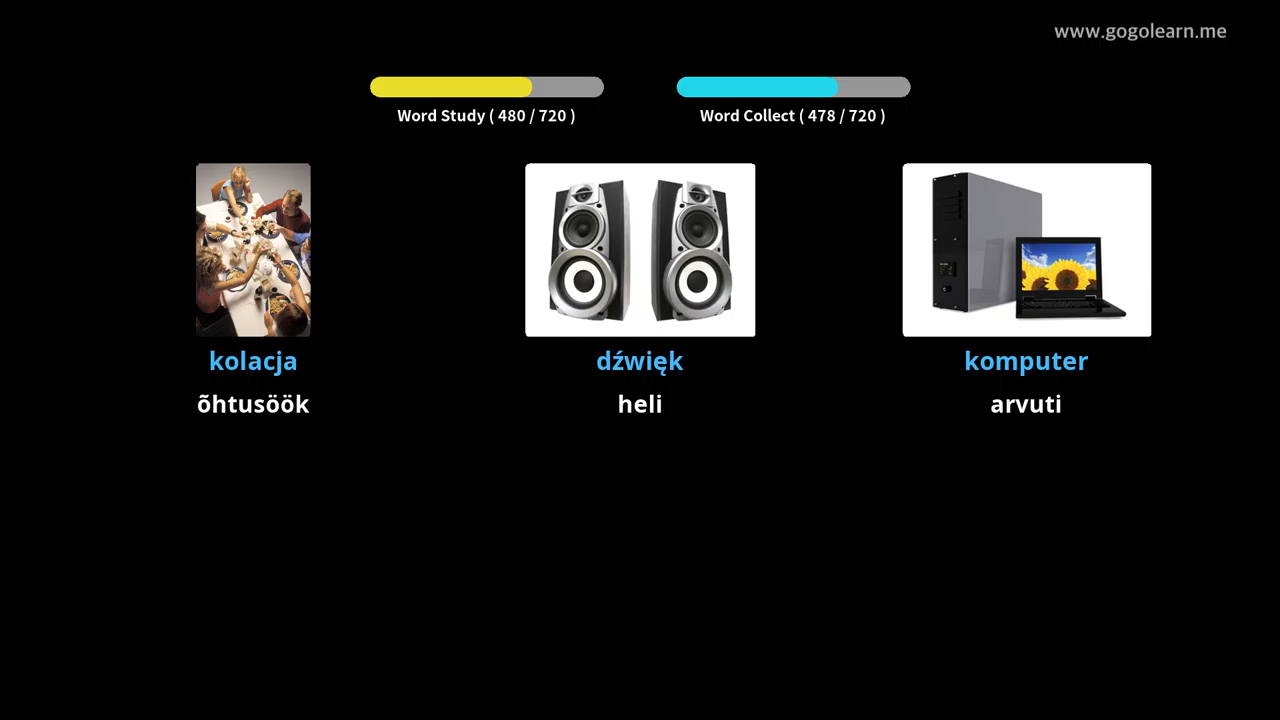 www.gogolearn.me
Word Study ( 480 / 720 )
Word Collect ( 478 / 720 )
kolacja
dźwięk
komputer
õhtusöök
heli
arvuti